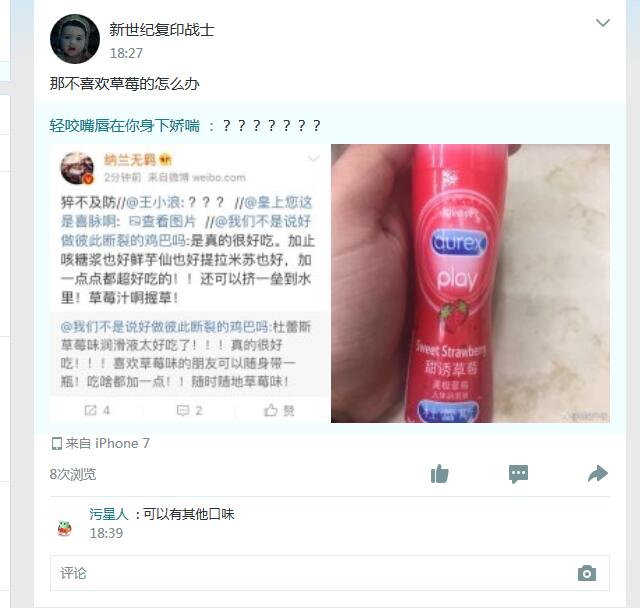 新世纪复印战士
18:27
那不喜欢草莓的怎么办
轻咬嘴唇在你身下娇喘 ：？？？？？？？
纳兰无羁
2分钟前 来自微博 weibo.com
猝不及防//@王小浪:？？？ //@皇上您这
是喜脉啊: 查看图片 //@我们不是说好
做彼此断裂的鸡巴吗:是真的很好吃。加止
咳糖浆也好鲜芋仙也好提拉米苏也好，加
一点点都超好吃的！！还可以挤一垒到水
里！草莓汁啊握草！
@我们不是说好做彼此断裂的鸡巴吗:杜蕾斯
草莓味润滑液太好吃了！！！真的很好
吃！！！喜欢草莓味的朋友可以随身带一
瓶！吃啥都加一点！！随时随地草莓味！
4
2
赞
love sex
durex
play
Sweet Strawberry
甜诱草莓
人体润滑液
来自 iPhone 7
8次浏览
污星人 ：可以有其他口味
18:39
评论